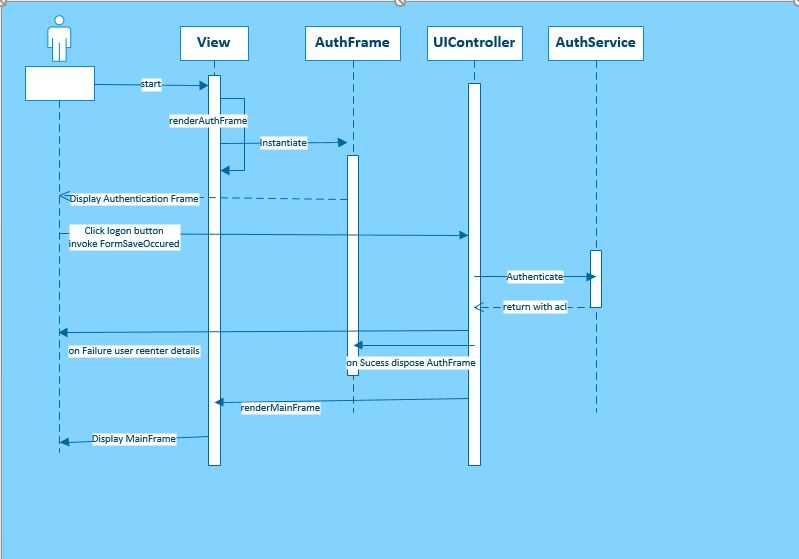 View
AuthFrame
UIController
AuthService
start
renderAuthFrame
Instantiate
Display Authentication Frame
Click logon button
invoke FormSaveOccured
Authenticate
return with acl
on Failure user reenter details
on Sucess dispose AuthFrame
renderMainFrame
Display MainFrame